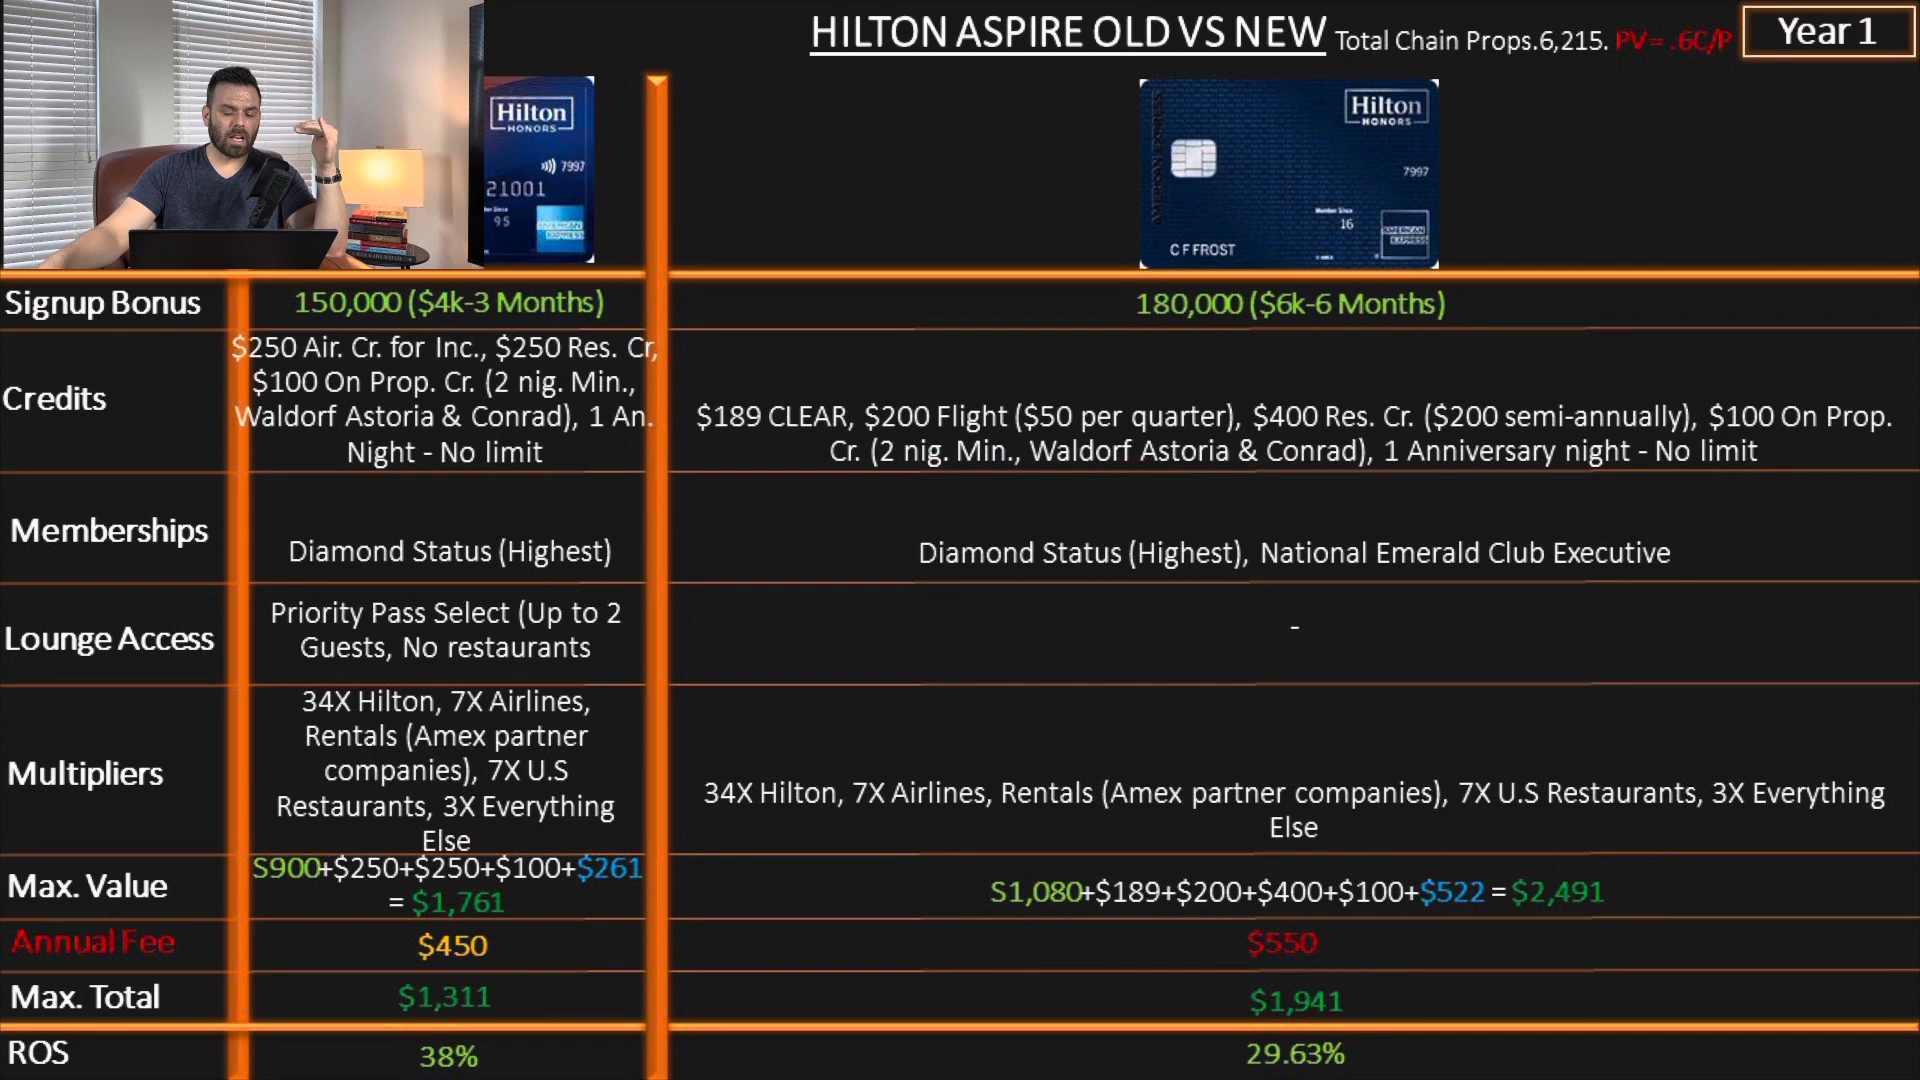 HILTON ASPIRE OLD VS NEW Total Chain Props.6,215. PV= .6C/P
Year 1
Hilton
HONORS
7997
21001
95
AMERICAN
EXPRESS
Hilton
HONORS
7997
Member Since
16
AMERICAN
EXPRESS
C F FROST
Signup Bonus
150,000 ($4k-3 Months)
180,000 ($6k-6 Months)
Credits
$250 Air. Cr. for Inc., $250 Res. Cr,
$100 On Prop. Cr. (2 nig. Min.,
Waldorf Astoria & Conrad), 1 An.
Night - No limit
$189 CLEAR, $200 Flight ($50 per quarter), $400 Res. Cr. ($200 semi-annually), $100 On Prop.
Cr. (2 nig. Min., Waldorf Astoria & Conrad), 1 Anniversary night - No limit
Memberships
Diamond Status (Highest)
Diamond Status (Highest), National Emerald Club Executive
Lounge Access
Priority Pass Select (Up to 2
Guests, No restaurants
-
Multipliers
34X Hilton, 7X Airlines,
Rentals (Amex partner
companies), 7X U.S
Restaurants, 3X Everything
Else
34X Hilton, 7X Airlines, Rentals (Amex partner companies), 7X U.S Restaurants, 3X Everything
Else
Max. Value
S900+$250+$250+$100+$261
= $1,761
S1,080+$189+$200+$400+$100+$522 = $2,491
Annual Fee
$450
$550
Max. Total
$1,311
$1,941
ROS
38%
29.63%